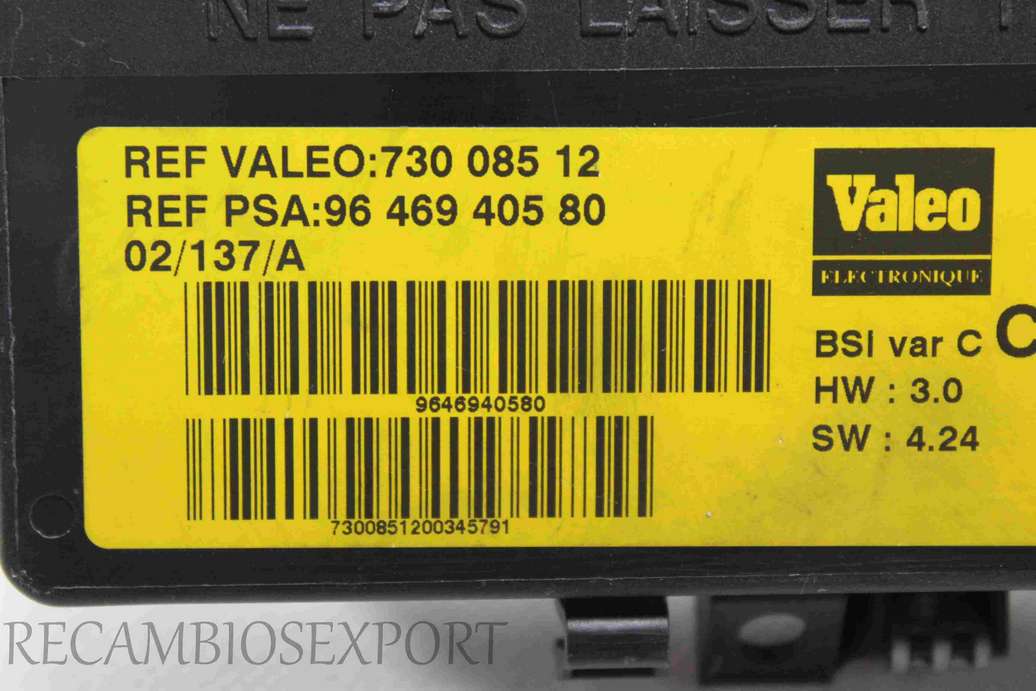 NE PAS LAISSER
REF VALEO:730 085 12
REF PSA:96 469 405 80
02/137/A
9646940580
7300851200345791
Valeo
ELECTRONIQUE
BSI var C C
HW : 3.0
SW : 4.24
RECAMBIOSEXPORT